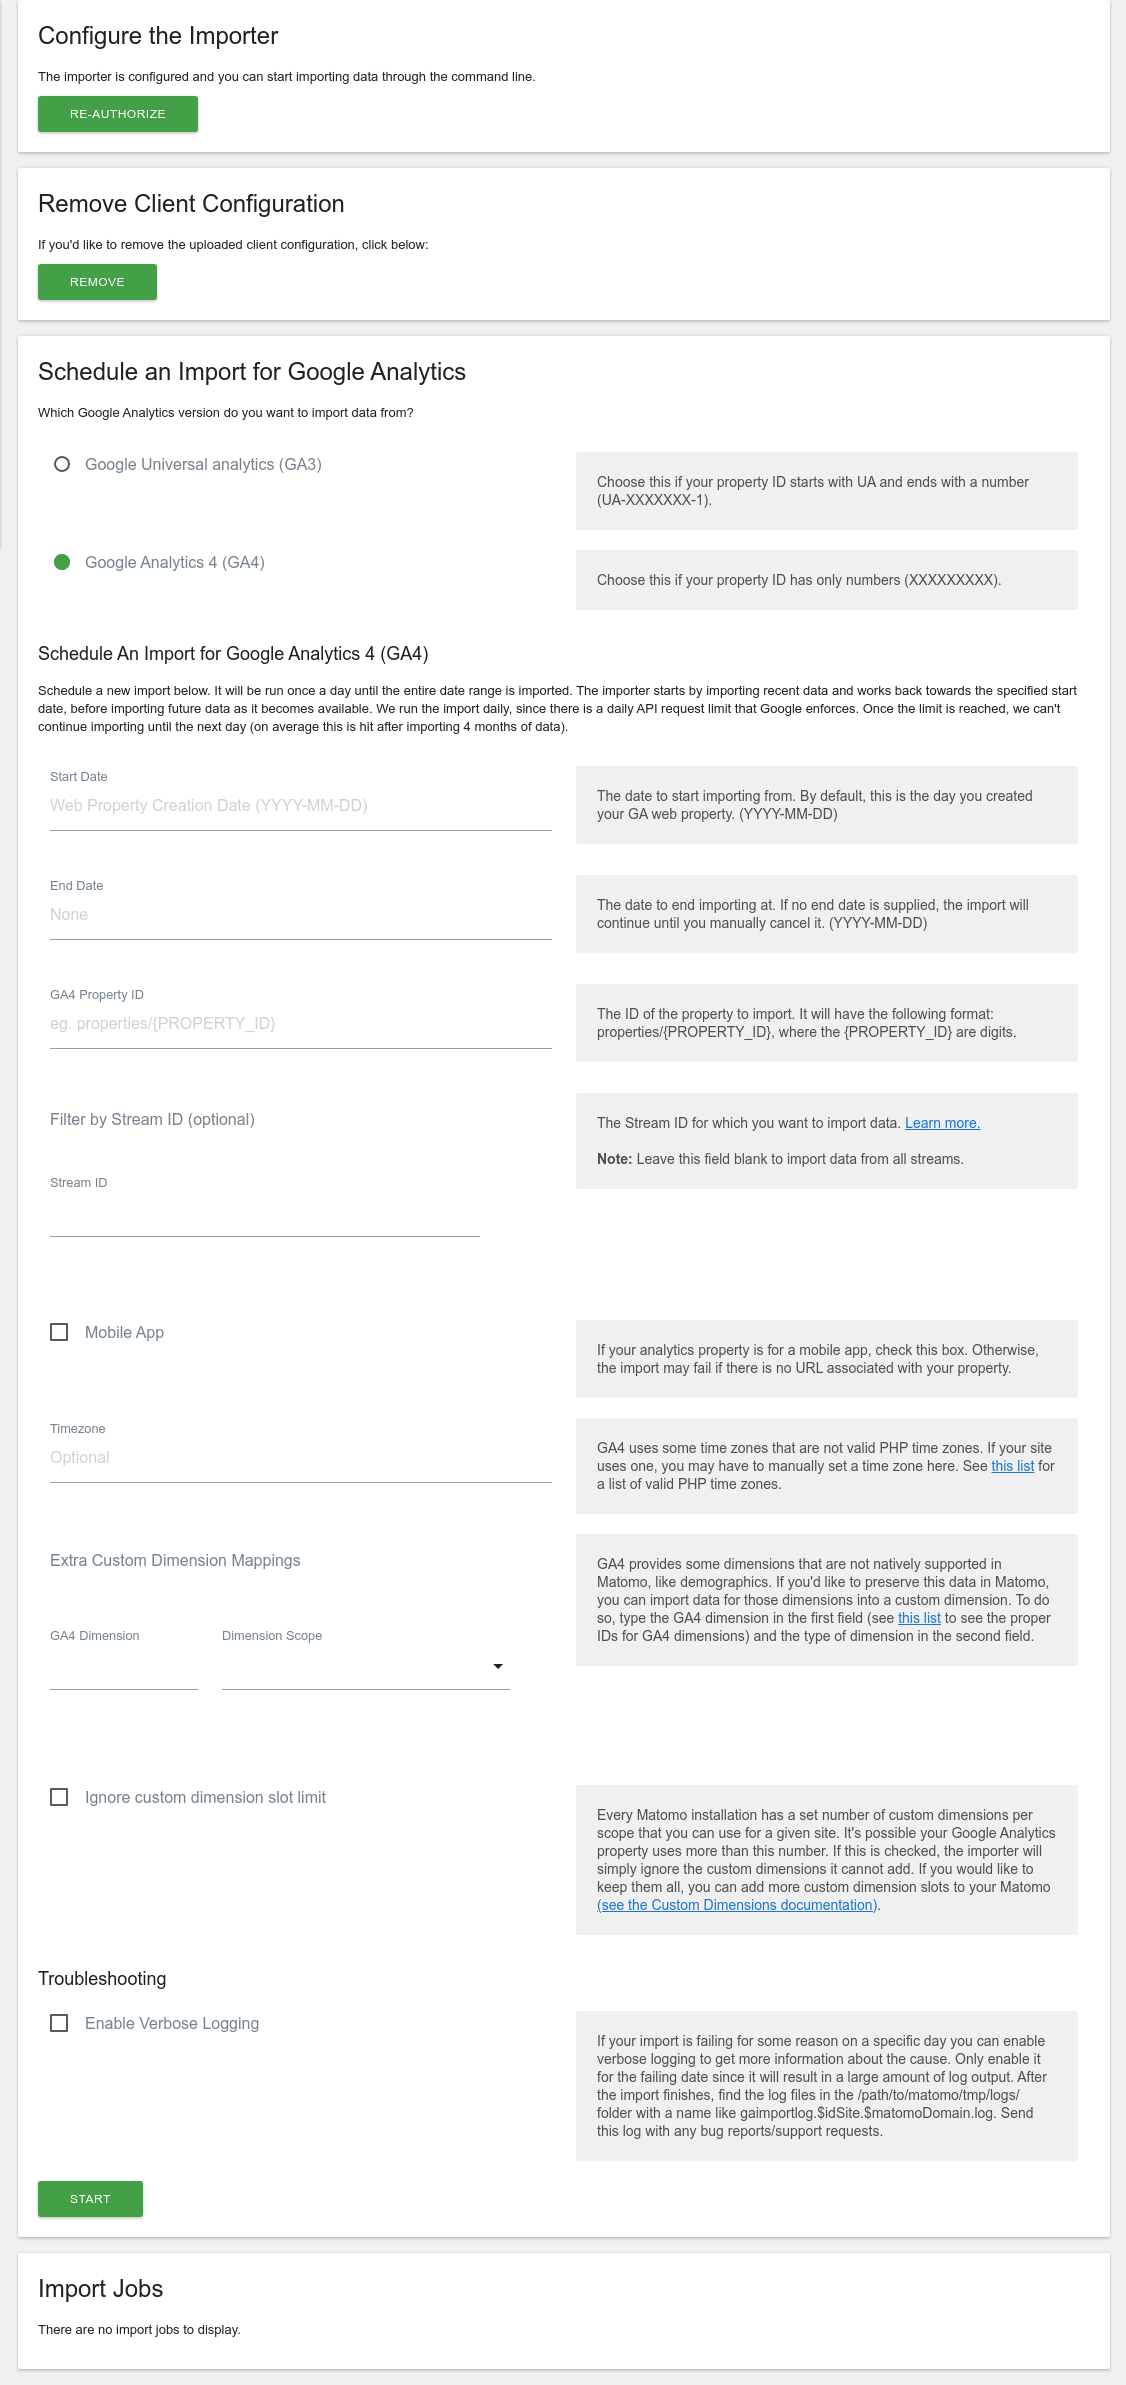 Configure the Importer
The importer is configured and you can start importing data through the command line.
RE-AUTHORIZE
Remove Client Configuration
If you'd like to remove the uploaded client configuration, click below:
REMOVE
Schedule an Import for Google Analytics
Which Google Analytics version do you want to import data from?
Google Universal analytics (GA3)
Choose this if your property ID starts with UA and ends with a number
(UA-XXXXXXX-1).
Google Analytics 4 (GA4)
Choose this if your property ID has only numbers (XXXXXXXXX).
Schedule An Import for Google Analytics 4 (GA4)
Schedule a new import below. It will be run once a day until the entire date range is imported. The importer starts by importing recent data and works back towards the specified start
date, before importing future data as it becomes available. We run the import daily, since there is a daily API request limit that Google enforces. Once the limit is reached, we can't
continue importing until the next day (on average this is hit after importing 4 months of data).
Start Date
Web Property Creation Date (YYYY-MM-DD)
The date to start importing from. By default, this is the day you created
your GA web property. (YYYY-MM-DD)
End Date
None
The date to end importing at. If no end date is supplied, the import will
continue until you manually cancel it. (YYYY-MM-DD)
GA4 Property ID
eg. properties/{PROPERTY_ID}
The ID of the property to import. It will have the following format:
properties/{PROPERTY_ID}, where the {PROPERTY_ID} are digits.
Filter by Stream ID (optional)
Stream ID
The Stream ID for which you want to import data. Learn more.
Note: Leave this field blank to import data from all streams.
Mobile App
If your analytics property is for a mobile app, check this box. Otherwise,
the import may fail if there is no URL associated with your property.
Timezone
Optional
GA4 uses some time zones that are not valid PHP time zones. If your site
uses one, you may have to manually set a time zone here. See this list for
a list of valid PHP time zones.
Extra Custom Dimension Mappings
GA4 Dimension
Dimension Scope
GA4 provides some dimensions that are not natively supported in
Matomo, like demographics. If you'd like to preserve this data in Matomo,
you can import data for those dimensions into a custom dimension. To do
so, type the GA4 dimension in the first field (see this list to see the proper
IDs for GA4 dimensions) and the type of dimension in the second field.
Ignore custom dimension slot limit
Every Matomo installation has a set number of custom dimensions per
scope that you can use for a given site. It's possible your Google Analytics
property uses more than this number. If this is checked, the importer will
simply ignore the custom dimensions it cannot add. If you would like to
keep them all, you can add more custom dimension slots to your Matomo
(see the Custom Dimensions documentation).
Troubleshooting
Enable Verbose Logging
If your import is failing for some reason on a specific day you can enable
verbose logging to get more information about the cause. Only enable it
for the failing date since it will result in a large amount of log output. After
the import finishes, find the log files in the /path/to/matomo/tmp/logs/
folder with a name like gaimportlog.$idSite.$matomoDomain.log. Send
this log with any bug reports/support requests.
START
Import Jobs
There are no import jobs to display.